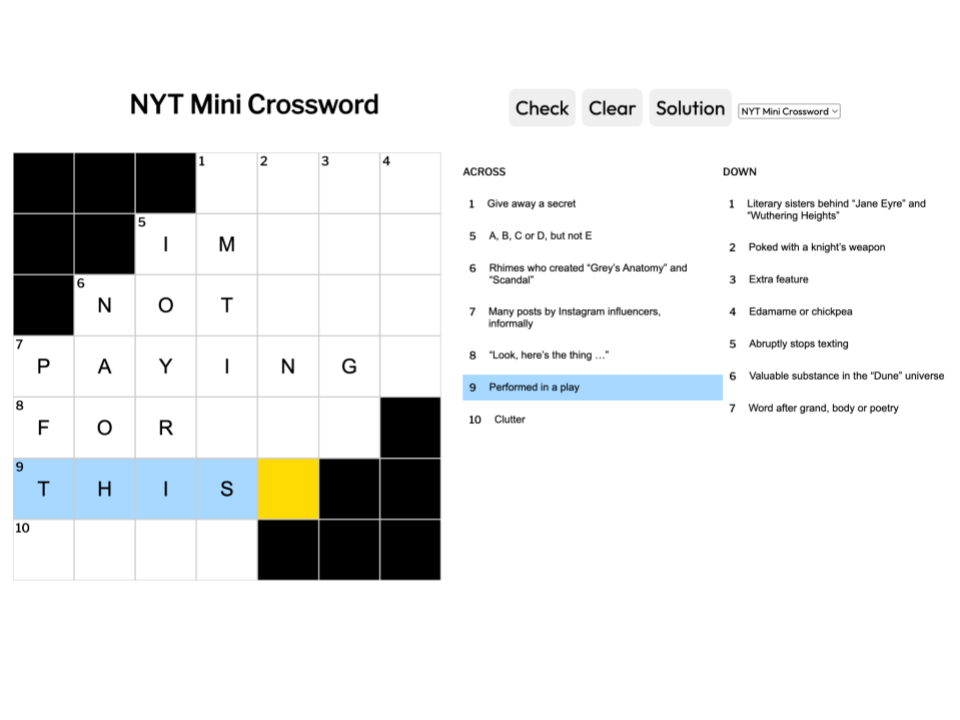 NYT Mini Crossword
Check Clear Solution NYT Mini Crossword
1 2 3 4
5 I M
6 N O T
7 P A Y I N G
8 F O R
9 T H I S
10
ACROSS
1 Give away a secret
5 A, B, C or D, but not E
6 Rhimes who created "Grey's Anatomy" and
"Scandal"
7 Many posts by Instagram influencers,
informally
8 "Look, here's the thing ..."
9 Performed in a play
10 Clutter
DOWN
1 Literary sisters behind "Jane Eyre" and
"Wuthering Heights"
2 Poked with a knight's weapon
3 Extra feature
4 Edamame or chickpea
5 Abruptly stops texting
6 Valuable substance in the "Dune" universe
7 Word after grand, body or poetry